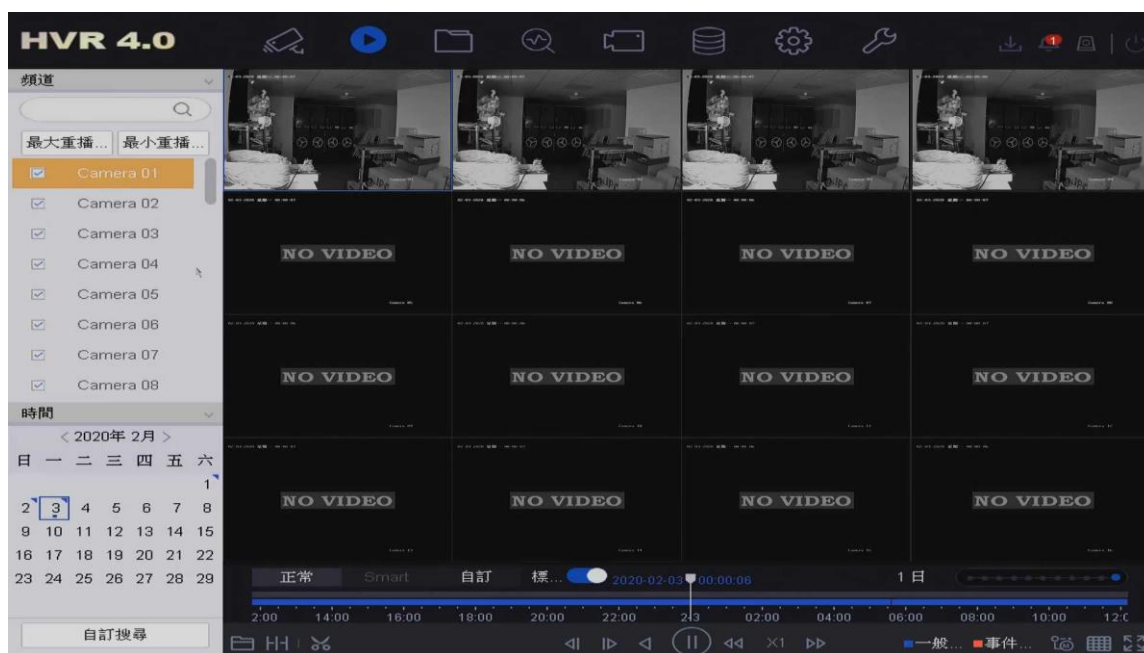 HVR 4.0
1
頻道
最大重播...
最小重播...
Camera 01
Camera 02
Camera 03
Camera 04
Camera 05
Camera 06
Camera 07
Camera 08
時間
< 2020年 2月 >
日 一 二 三 四 五 六
1
2 3 4 5 6 7 8
9 10 11 12 13 14 15
16 17 18 19 20 21 22
23 24 25 26 27 28 29
自訂搜尋
NO VIDEO NO VIDEO NO VIDEO NO VIDEO
NO VIDEO NO VIDEO NO VIDEO NO VIDEO
NO VIDEO NO VIDEO NO VIDEO NO VIDEO
正常 Smart 自訂 標... 2020-02-03 00:00:06 1 日
2:00 14:00 16:00 18:00 20:00 22:00 2-3 02:00 04:00 06:00 08:00 10:00 12:0
X1 一般... 事件...